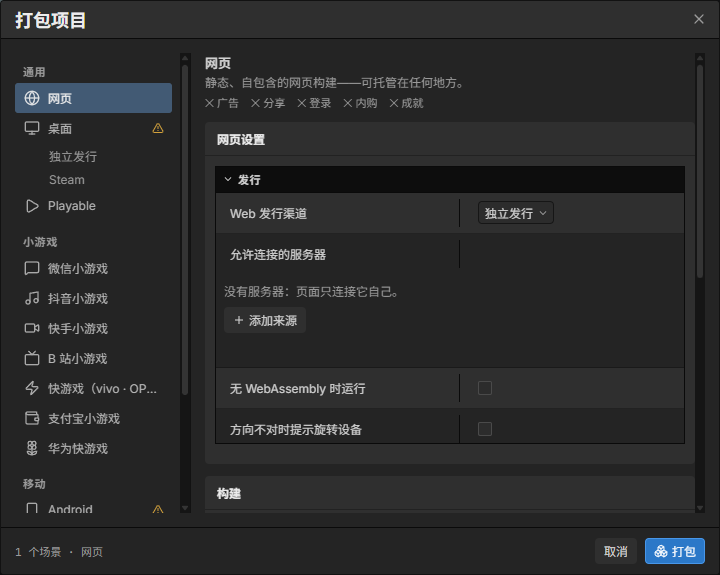 打包项目
通用
网页
桌面
独立发行
Steam
Playable
小游戏
微信小游戏
抖音小游戏
快手小游戏
B 站小游戏
快游戏（vivo · OP...
支付宝小游戏
华为快游戏
移动
Android
网页
静态、自包含的网页构建——可托管在任何地方。
广告 分享 登录 内购 成就
网页设置
发行
Web 发行渠道 独立发行
允许连接的服务器
没有服务器：页面只连接它自己。
+ 添加来源
无 WebAssembly 时运行
方向不对时提示旋转设备
构建
1 个场景 · 网页
取消
打包